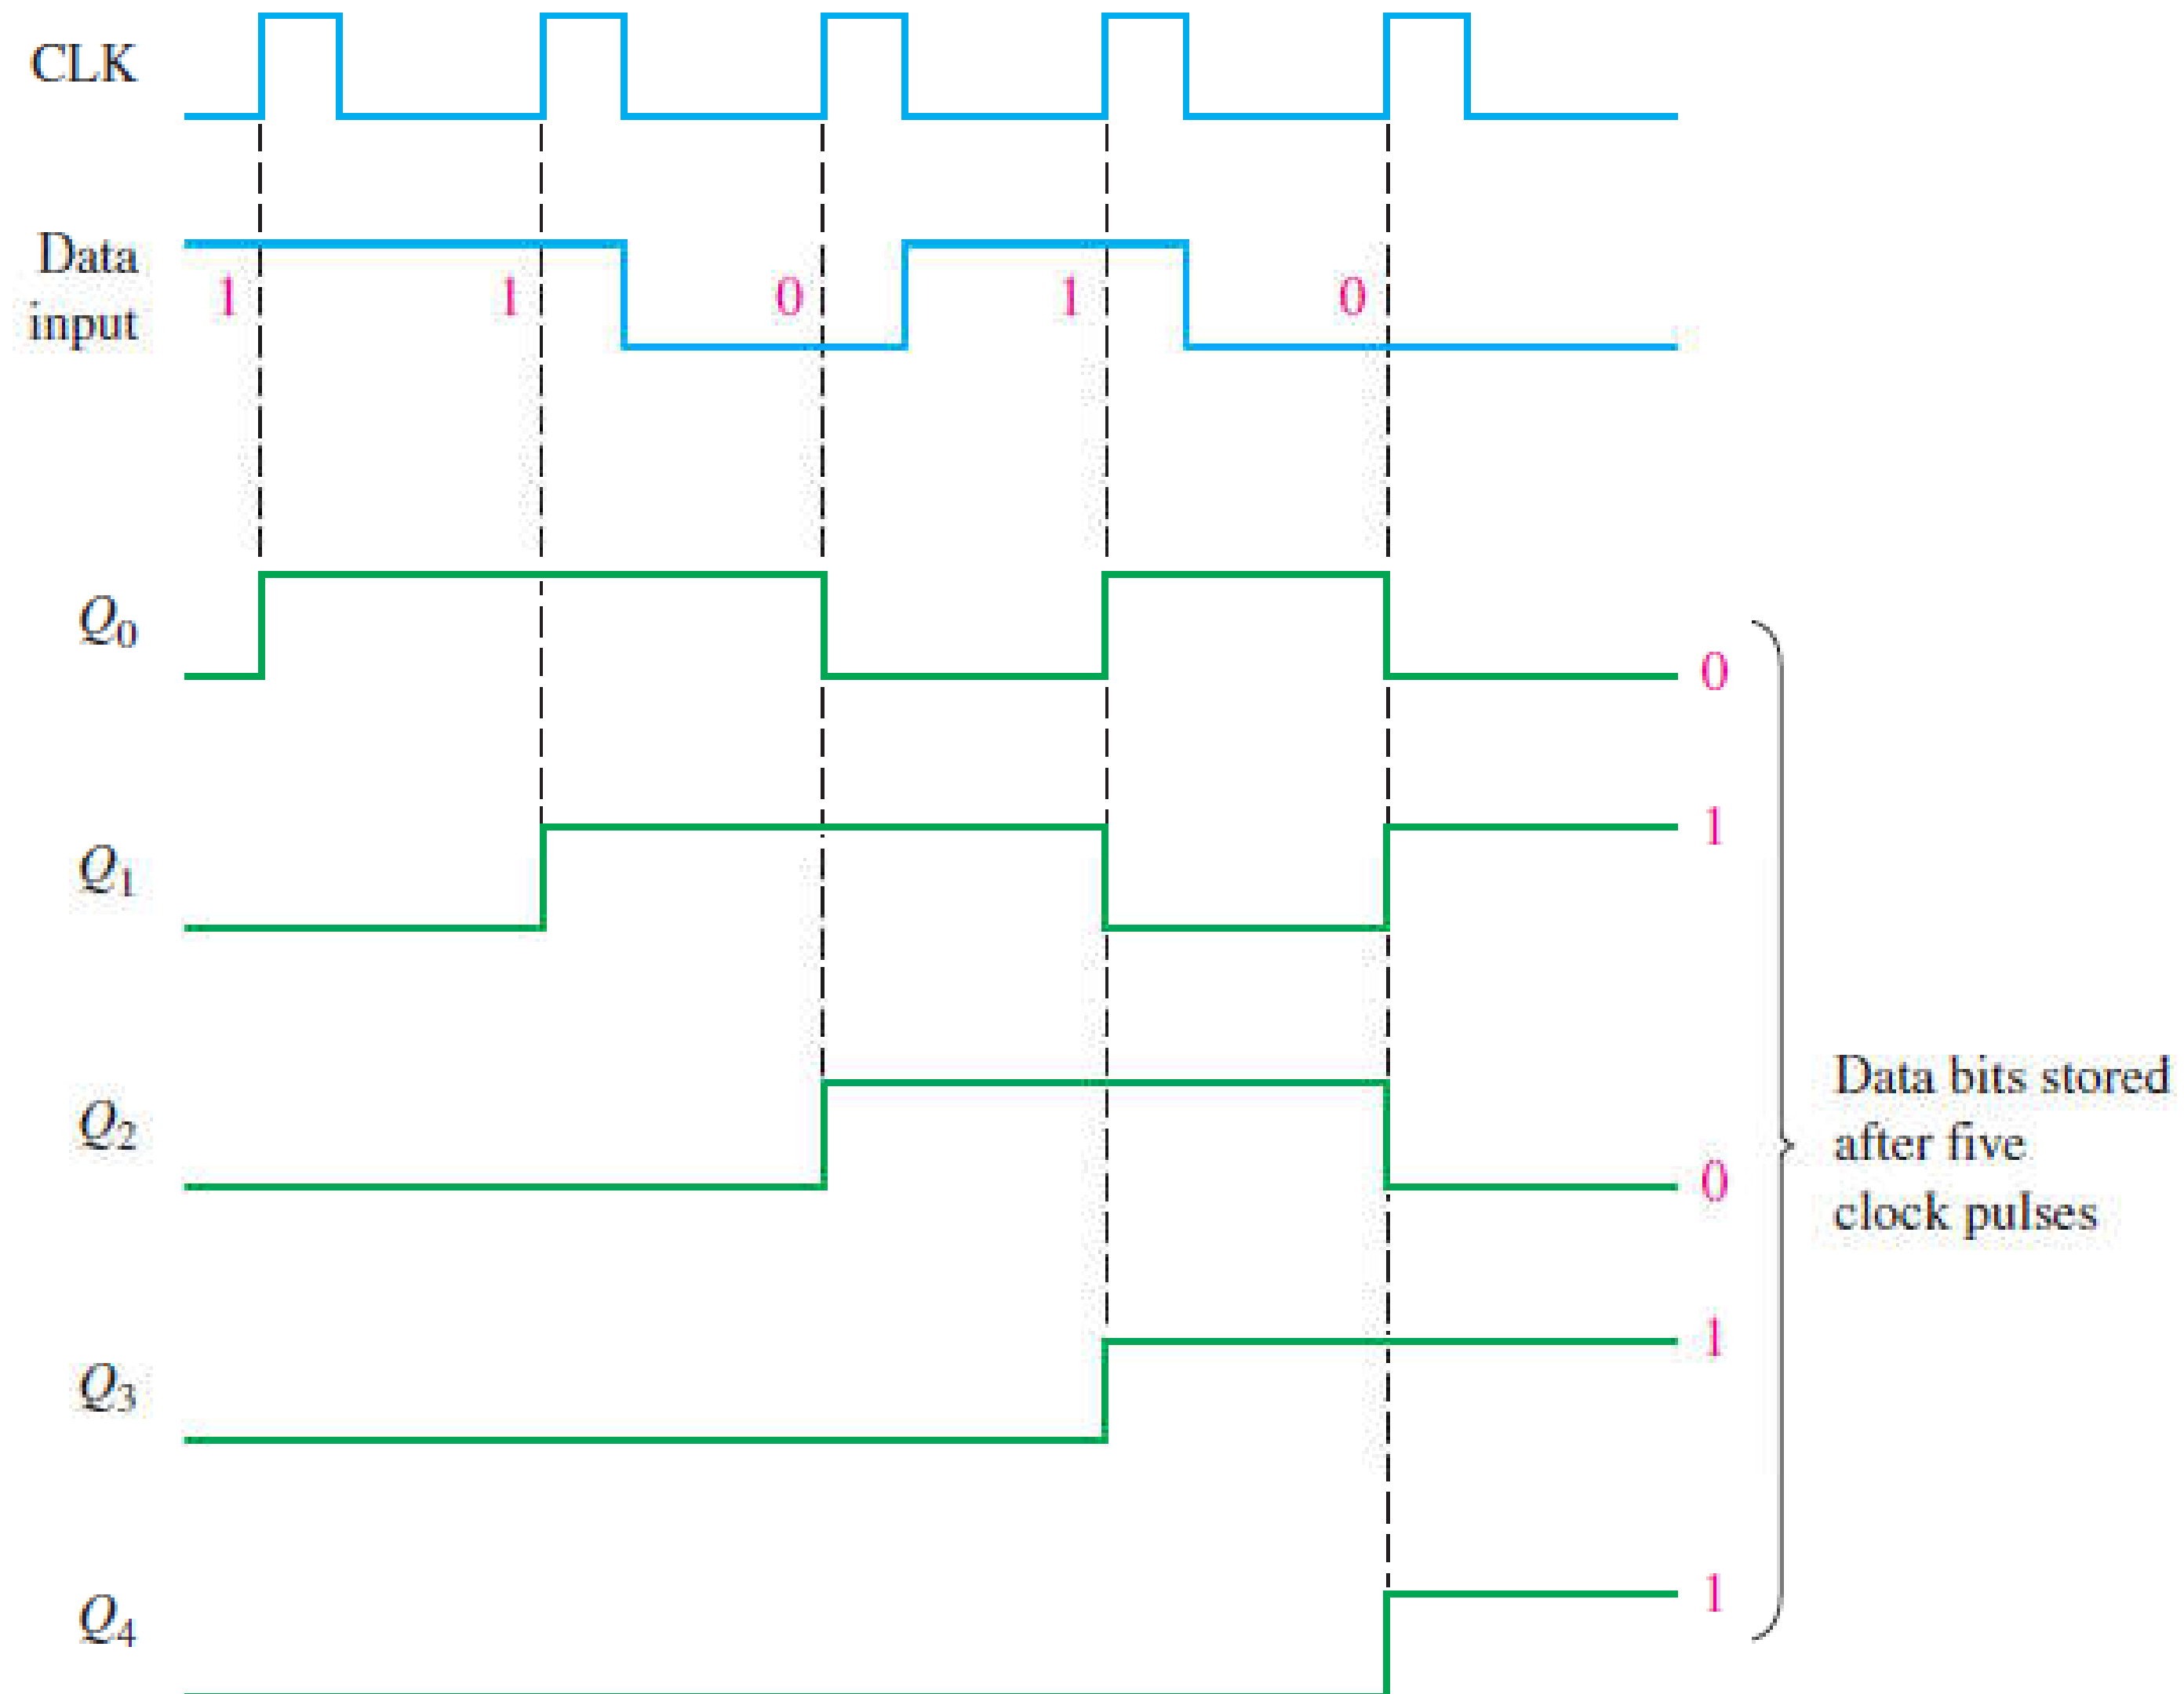 CLK
Data
input
1 1 0 1 0
Q0
0
Q1
1
Q2
0
Q3
1
Q4
1
Data bits stored
after five
clock pulses